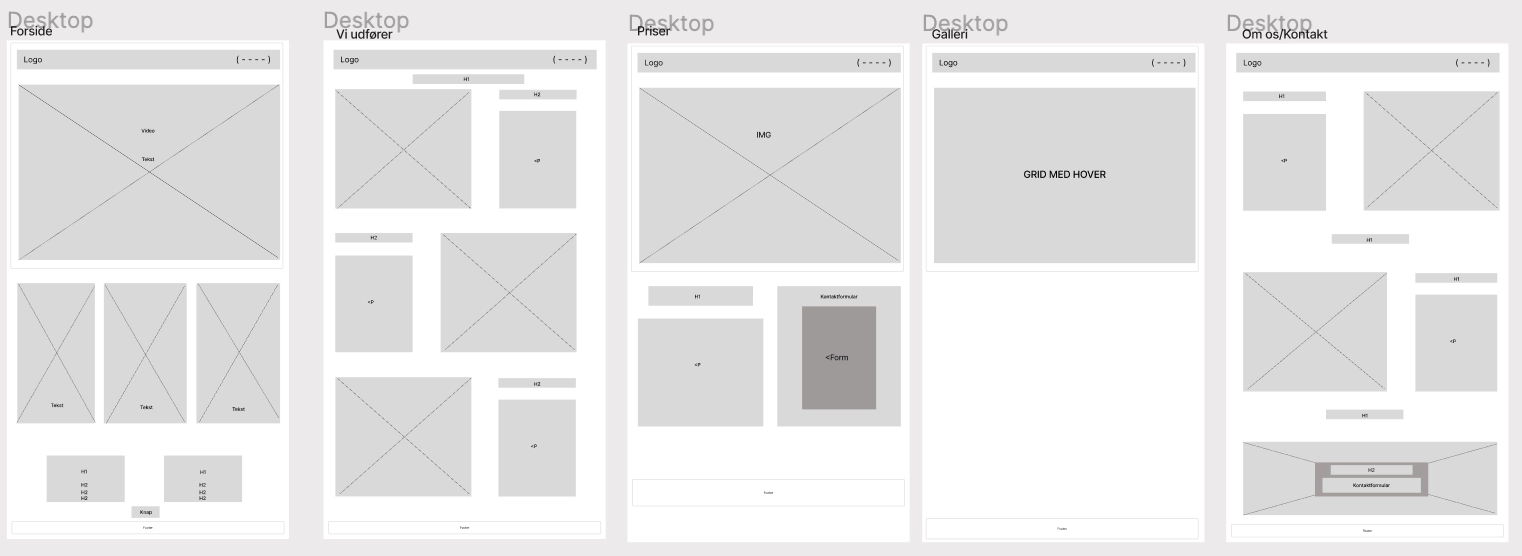 Desktop
Forside
Logo
(----)
Video
Tekst
Tekst
Tekst
Tekst
H1
H2
H2
H2
H1
H2
H2
H2
Knap
Footer
Desktop
Vi udfører
Logo
(----)
H1
H2
<P
H2
<P
H2
<P
Footer
Desktop
Priser
Logo
(----)
IMG
H1
<P
Kontaktformular
<Form
Footer
Desktop
Galleri
Logo
(----)
GRID MED HOVER
Footer
Desktop
Om os/Kontakt
Logo
(----)
H1
<P
H1
H1
<P
H1
H2
Kontaktformular
Footer